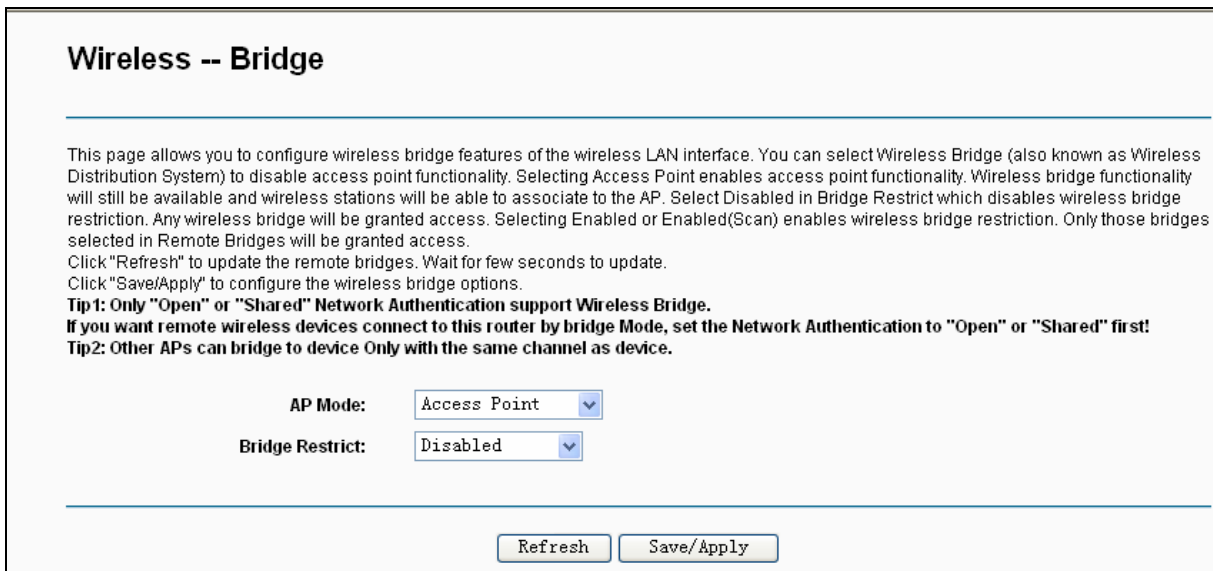 Wireless -- Bridge
This page allows you to configure wireless bridge features of the wireless LAN interface. You can select Wireless Bridge (also known as Wireless
Distribution System) to disable access point functionality. Selecting Access Point enables access point functionality. Wireless bridge functionality
will still be available and wireless stations will be able to associate to the AP. Select Disabled in Bridge Restrict which disables wireless bridge
restriction. Any wireless bridge will be granted access. Selecting Enabled or Enabled(Scan) enables wireless bridge restriction. Only those bridges
selected in Remote Bridges will be granted access.
Click "Refresh" to update the remote bridges. Wait for few seconds to update.
Click "Save/Apply" to configure the wireless bridge options.
Tip1: Only "Open" or "Shared" Network Authentication support Wireless Bridge.
If you want remote wireless devices connect to this router by bridge Mode, set the Network Authentication to "Open" or "Shared" first!
Tip2: Other APs can bridge to device Only with the same channel as device.
AP Mode: Access Point
Bridge Restrict: Disabled
Refresh Save/Apply